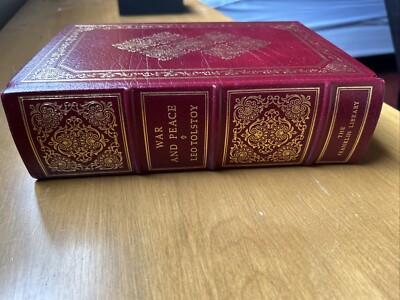 WAR
AND PEACE
LEO TOLSTOY
THE
FRANKLIN LIBRARY